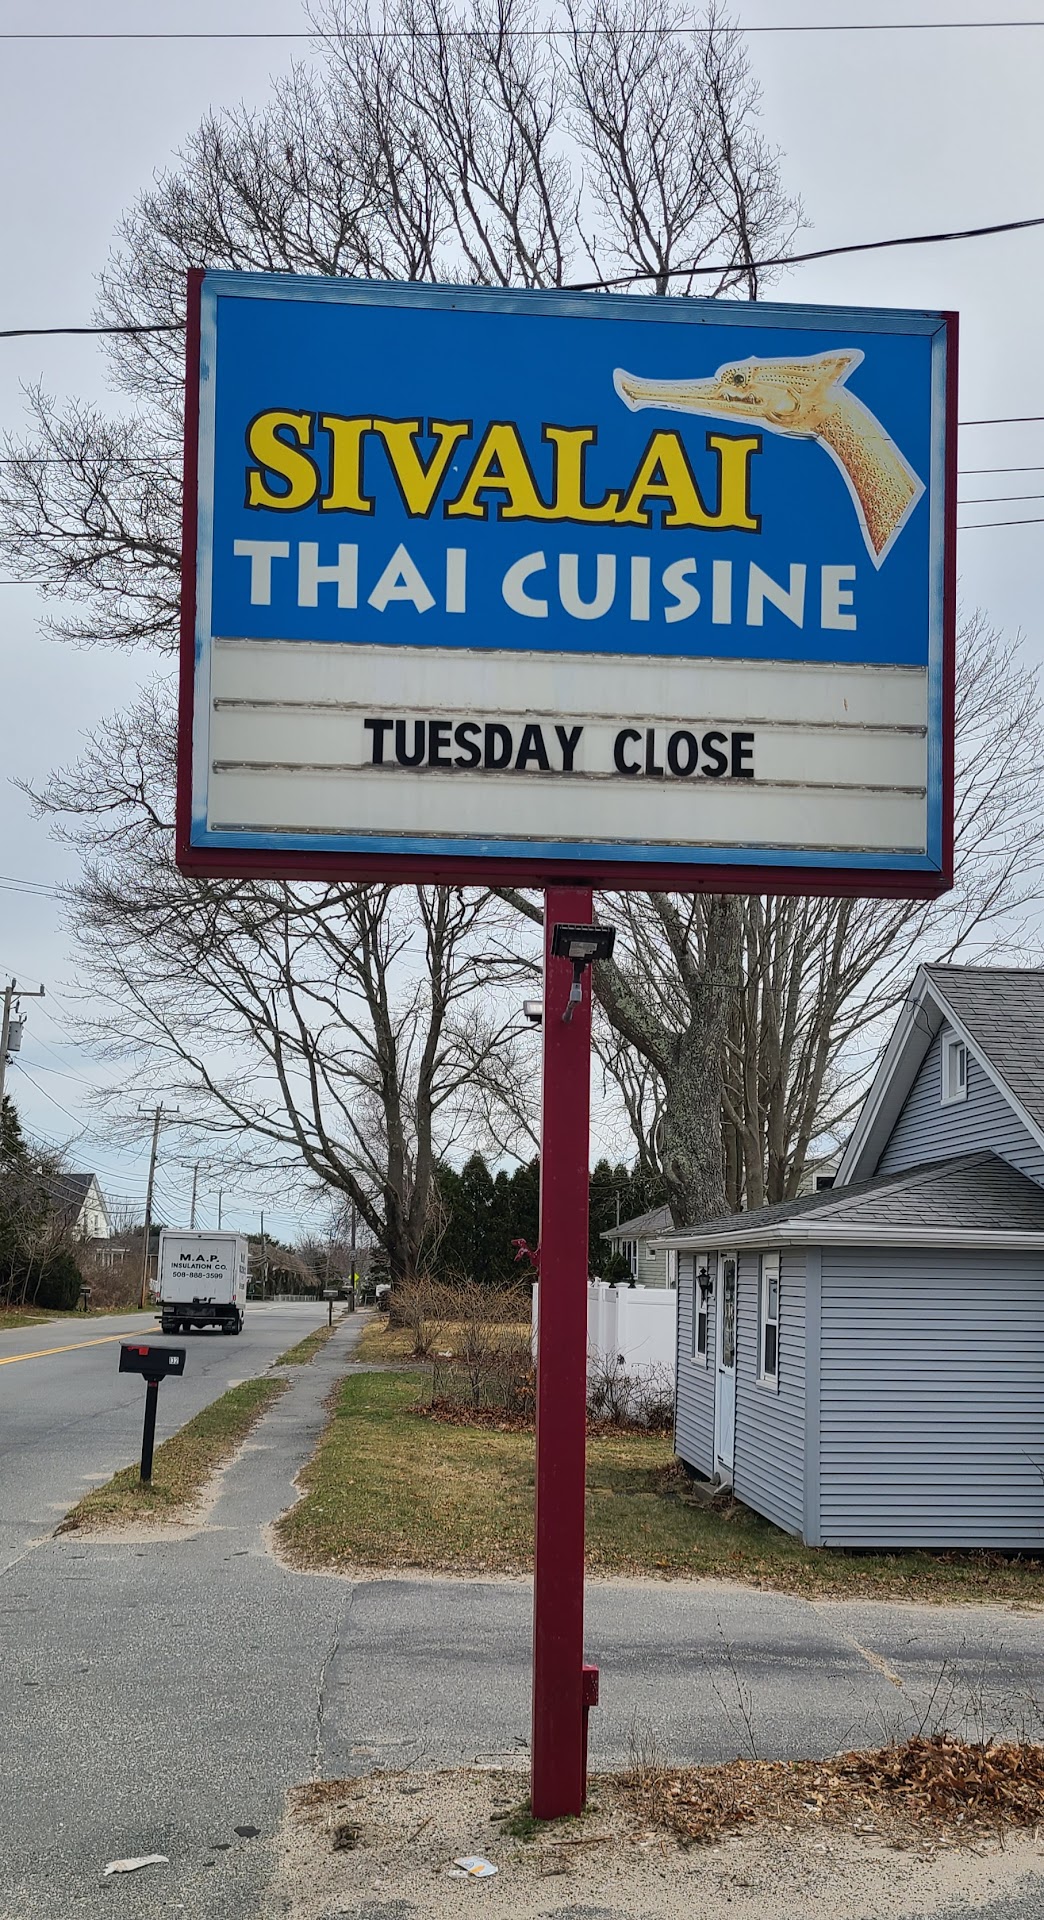 SIVALAI
THAI CUISINE
TUESDAY CLOSE
M.A.P.
INSULATION CO.
508-888-3599